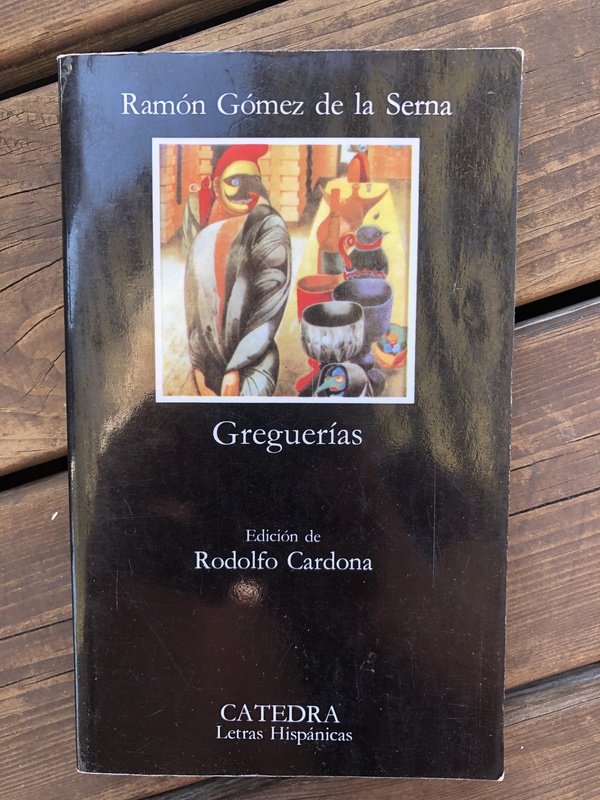 Ramón Gómez de la Serna
Greguerías
Edición de
Rodolfo Cardona
CATEDRA
Letras Hispánicas